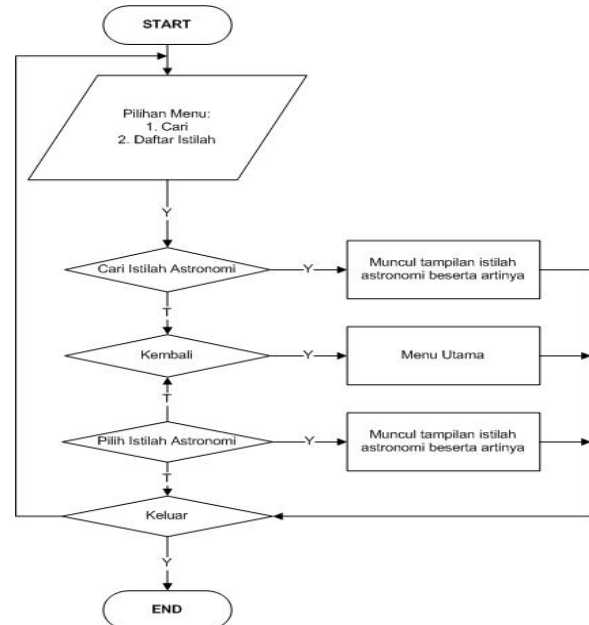 START
Pilihan Menu:
1. Cari
2. Daftar Istilah
Y
Cari Istilah Astronomi
Y
Muncul tampilan istilah
astronomi beserta artinya
T
Kembali
Y
Menu Utama
T
Pilih Istilah Astronomi
Y
Muncul tampilan istilah
astronomi beserta artinya
T
Keluar
Y
END